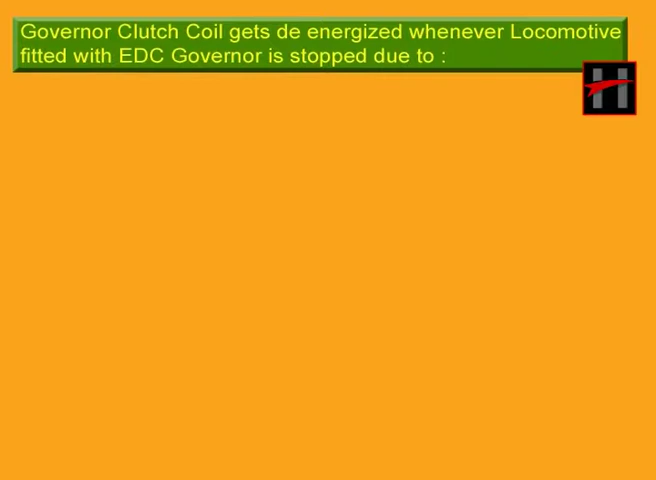 Governor Clutch Coil gets de energized whenever Locomotive
fitted with EDC Governor is stopped due to :